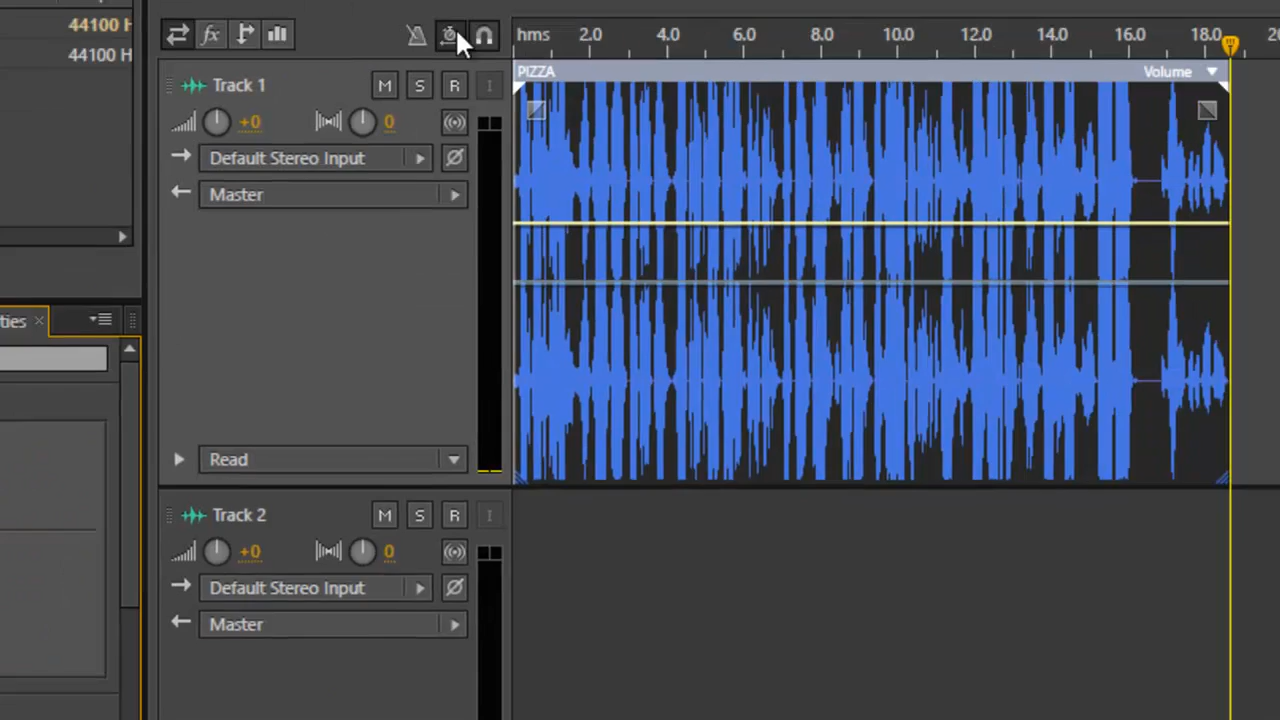 44100 H
44100 H
fx
hms 2.0 4.0 6.0 8.0 10.0 12.0 14.0 16.0 18.0 20
Track 1 M S R I
PIZZA Volume
+0 0
Default Stereo Input
Master
ties ×
Read
Track 2 M S R I
+0 0
Default Stereo Input
Master